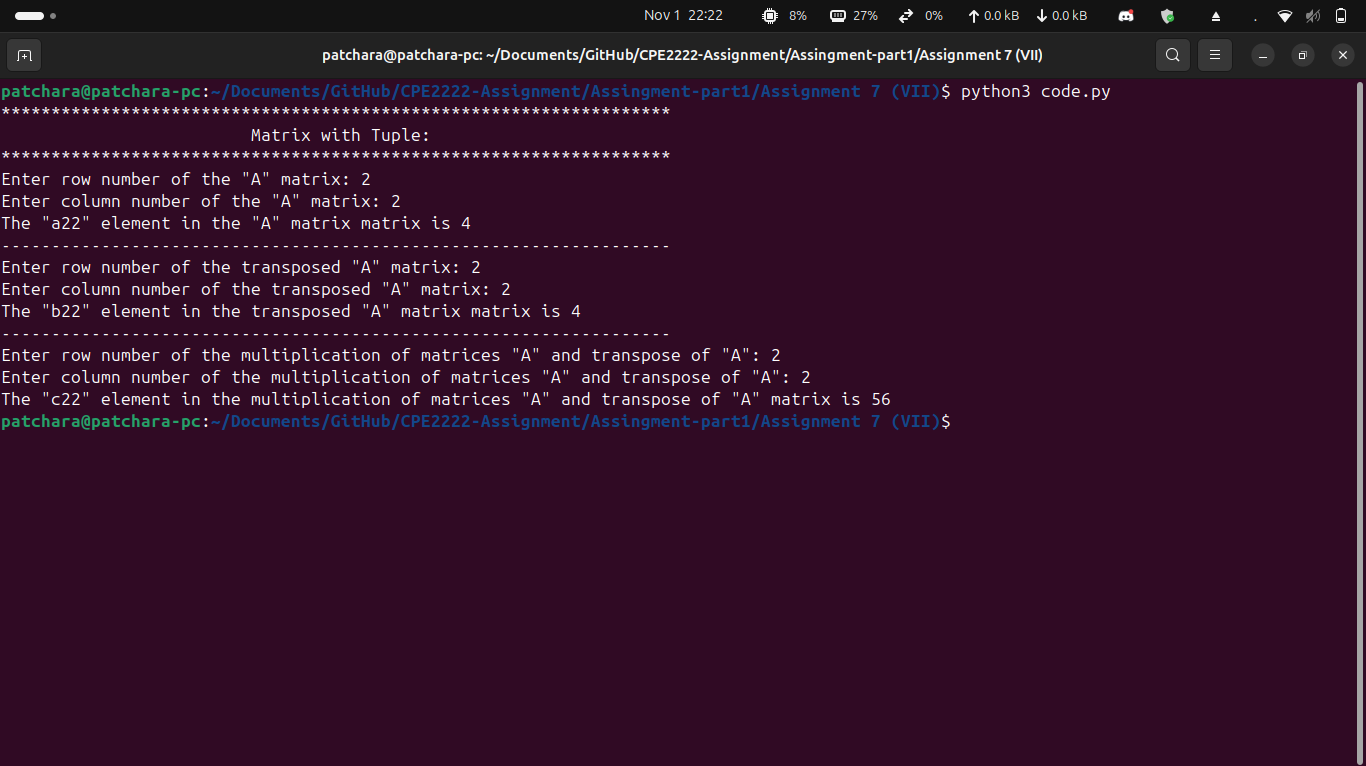 Nov 1 22:22 8% 27% 0% 0.0 kB 0.0 kB
patchara@patchara-pc: ~/Documents/GitHub/CPE2222-Assignment/Assingment-part1/Assignment 7 (VII)
patchara@patchara-pc:~/Documents/GitHub/CPE2222-Assignment/Assingment-part1/Assignment 7 (VII)$ python3 code.py
*******************************************************************
Matrix with Tuple:
*******************************************************************
Enter row number of the "A" matrix: 2
Enter column number of the "A" matrix: 2
The "a22" element in the "A" matrix matrix is 4
-------------------------------------------------------------------
Enter row number of the transposed "A" matrix: 2
Enter column number of the transposed "A" matrix: 2
The "b22" element in the transposed "A" matrix matrix is 4
-------------------------------------------------------------------
Enter row number of the multiplication of matrices "A" and transpose of "A": 2
Enter column number of the multiplication of matrices "A" and transpose of "A": 2
The "c22" element in the multiplication of matrices "A" and transpose of "A" matrix is 56
patchara@patchara-pc:~/Documents/GitHub/CPE2222-Assignment/Assingment-part1/Assignment 7 (VII)$